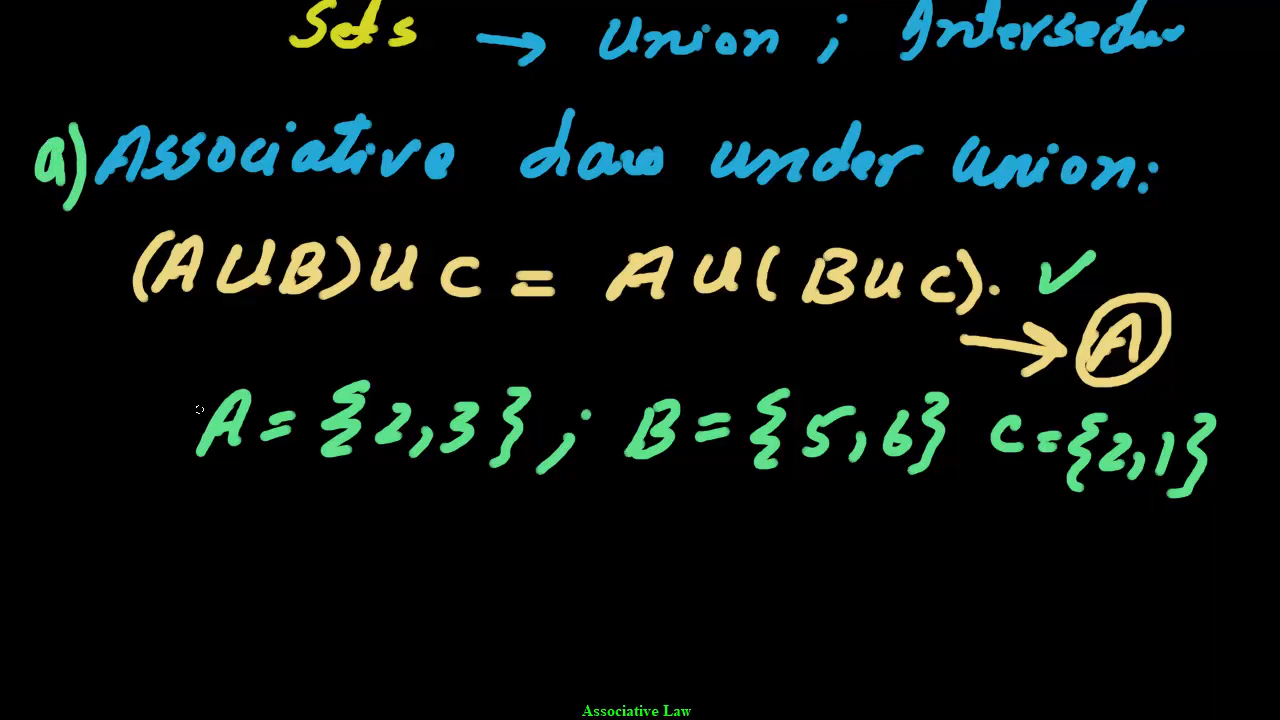 Sets → Union ; Intersection
a) Associative Law under Union:
(A U B) U C = A U (B U C). ✓
→ A
A = {2,3} ; B = {5,6} C = {2,1}
Associative Law